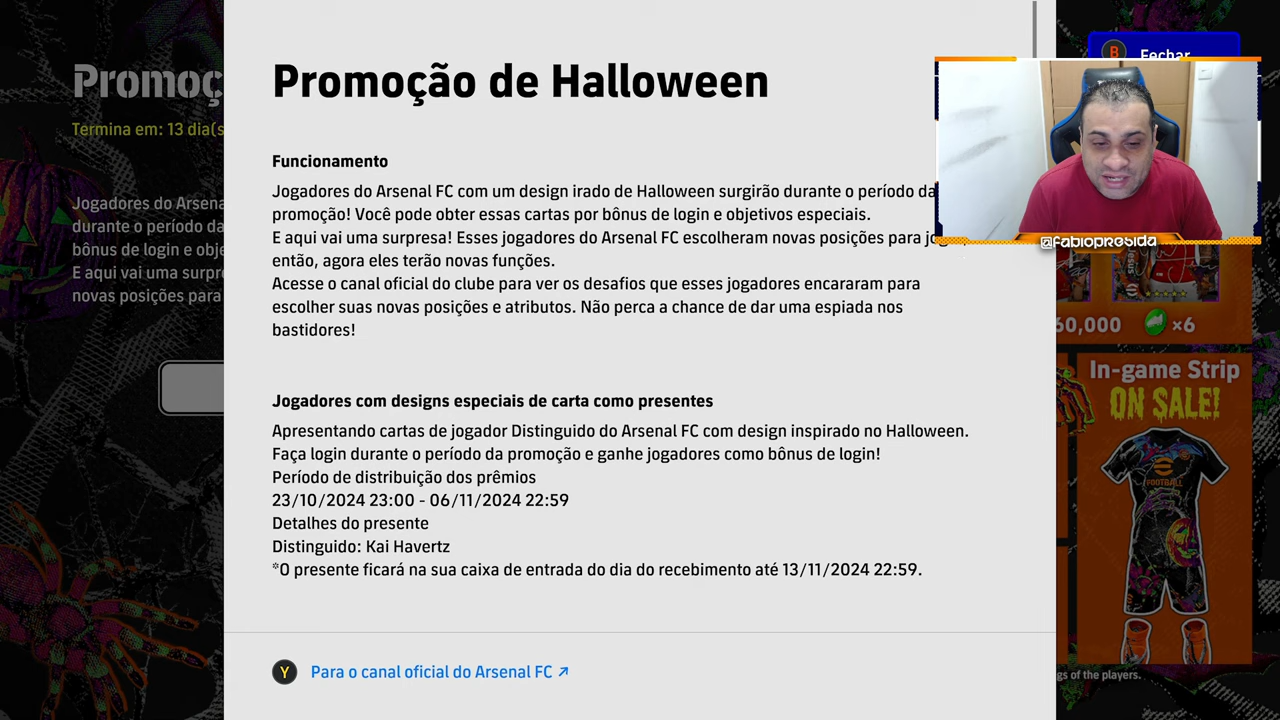 Promoç
Termina em: 13 dia(s
Jogadores do Arsena
durante o período da
bônus de login e obje
E aqui vai uma surpre
novas posições para
Promoção de Halloween
Funcionamento
Jogadores do Arsenal FC com um design irado de Halloween surgirão durante o período da
promoção! Você pode obter essas cartas por bônus de login e objetivos especiais.
E aqui vai uma surpresa! Esses jogadores do Arsenal FC escolheram novas posições para jog
então, agora eles terão novas funções.
Acesse o canal oficial do clube para ver os desafios que esses jogadores encararam para
escolher suas novas posições e atributos. Não perca a chance de dar uma espiada nos
bastidores!
Jogadores com designs especiais de carta como presentes
Apresentando cartas de jogador Distinguido do Arsenal FC com design inspirado no Halloween.
Faça login durante o período da promoção e ganhe jogadores como bônus de login!
Período de distribuição dos prêmios
23/10/2024 23:00 - 06/11/2024 22:59
Detalhes do presente
Distinguido: Kai Havertz
*O presente ficará na sua caixa de entrada do dia do recebimento até 13/11/2024 22:59.
Y Para o canal oficial do Arsenal FC ↗
B Fechar
@fabiopresida
Jesus
60,000 ×6
In-game Strip
ON SALE!
FOOTBALL
gs of the players.